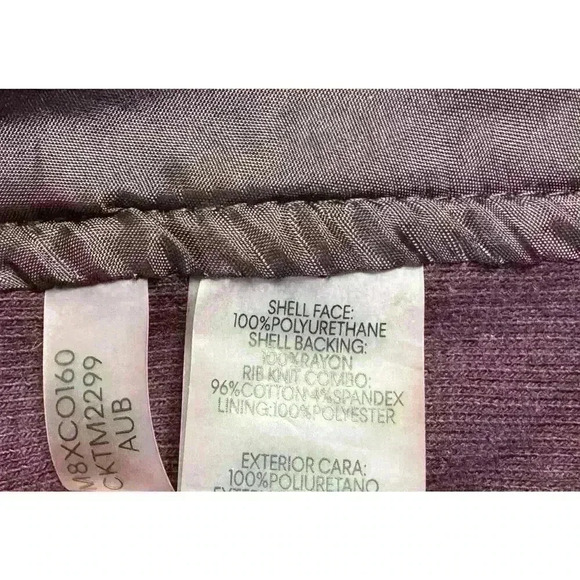 M8XCO160
CKTM2299
AUB
SHELL FACE:
100%POLYURETHANE
SHELL BACKING:
100%RAYON
RIB KNIT COMBO:
96%COTTON 4%SPANDEX
LINING:100%POLYESTER
EXTERIOR CARA:
100%POLIURETANO